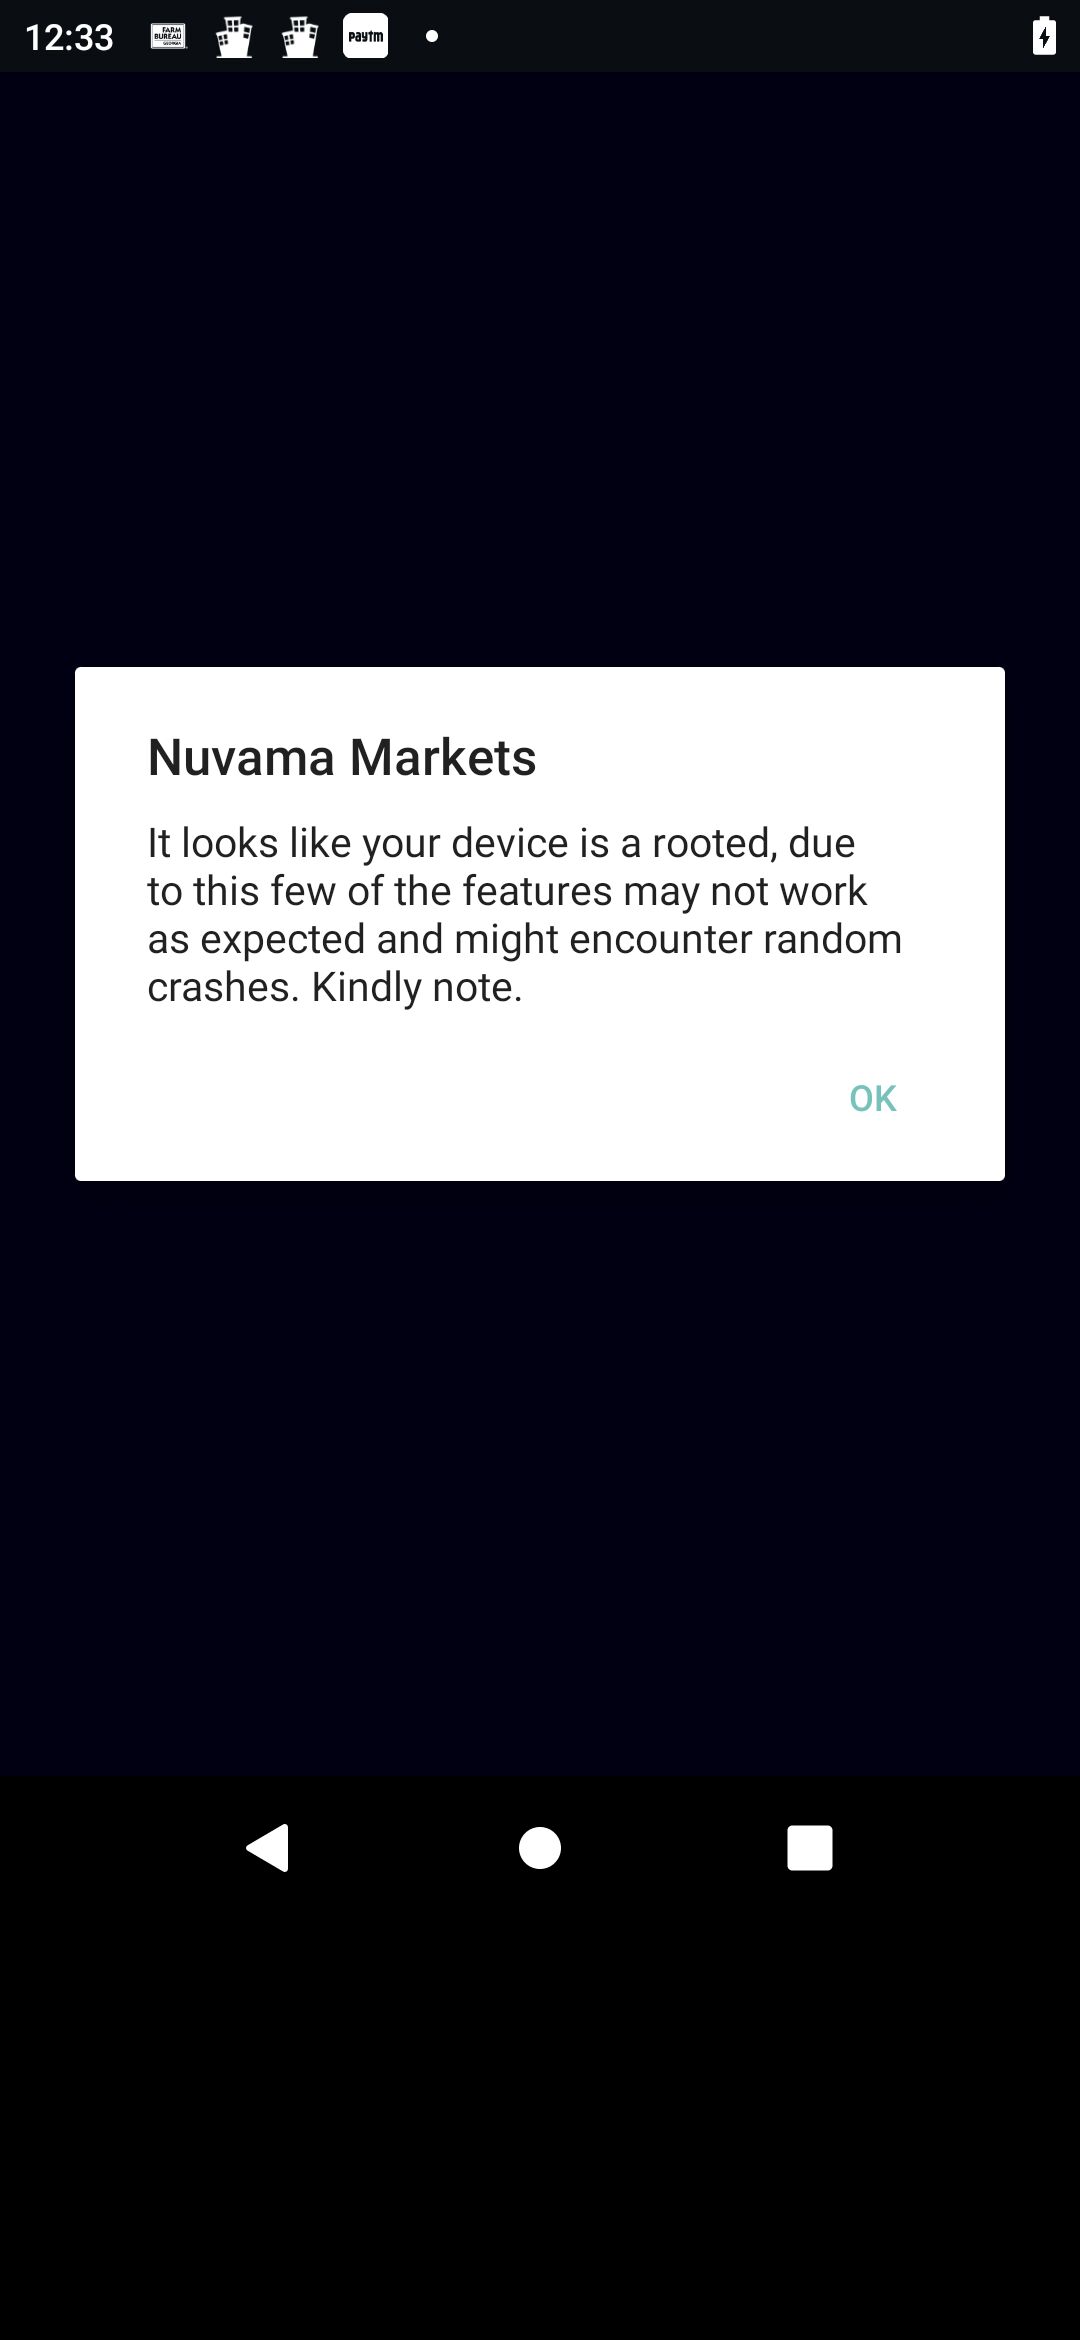 12:33
FARM
BUREAU
GEORGIA
Paytm
Nuvama Markets
It looks like your device is a rooted, due
to this few of the features may not work
as expected and might encounter random
crashes. Kindly note.
OK